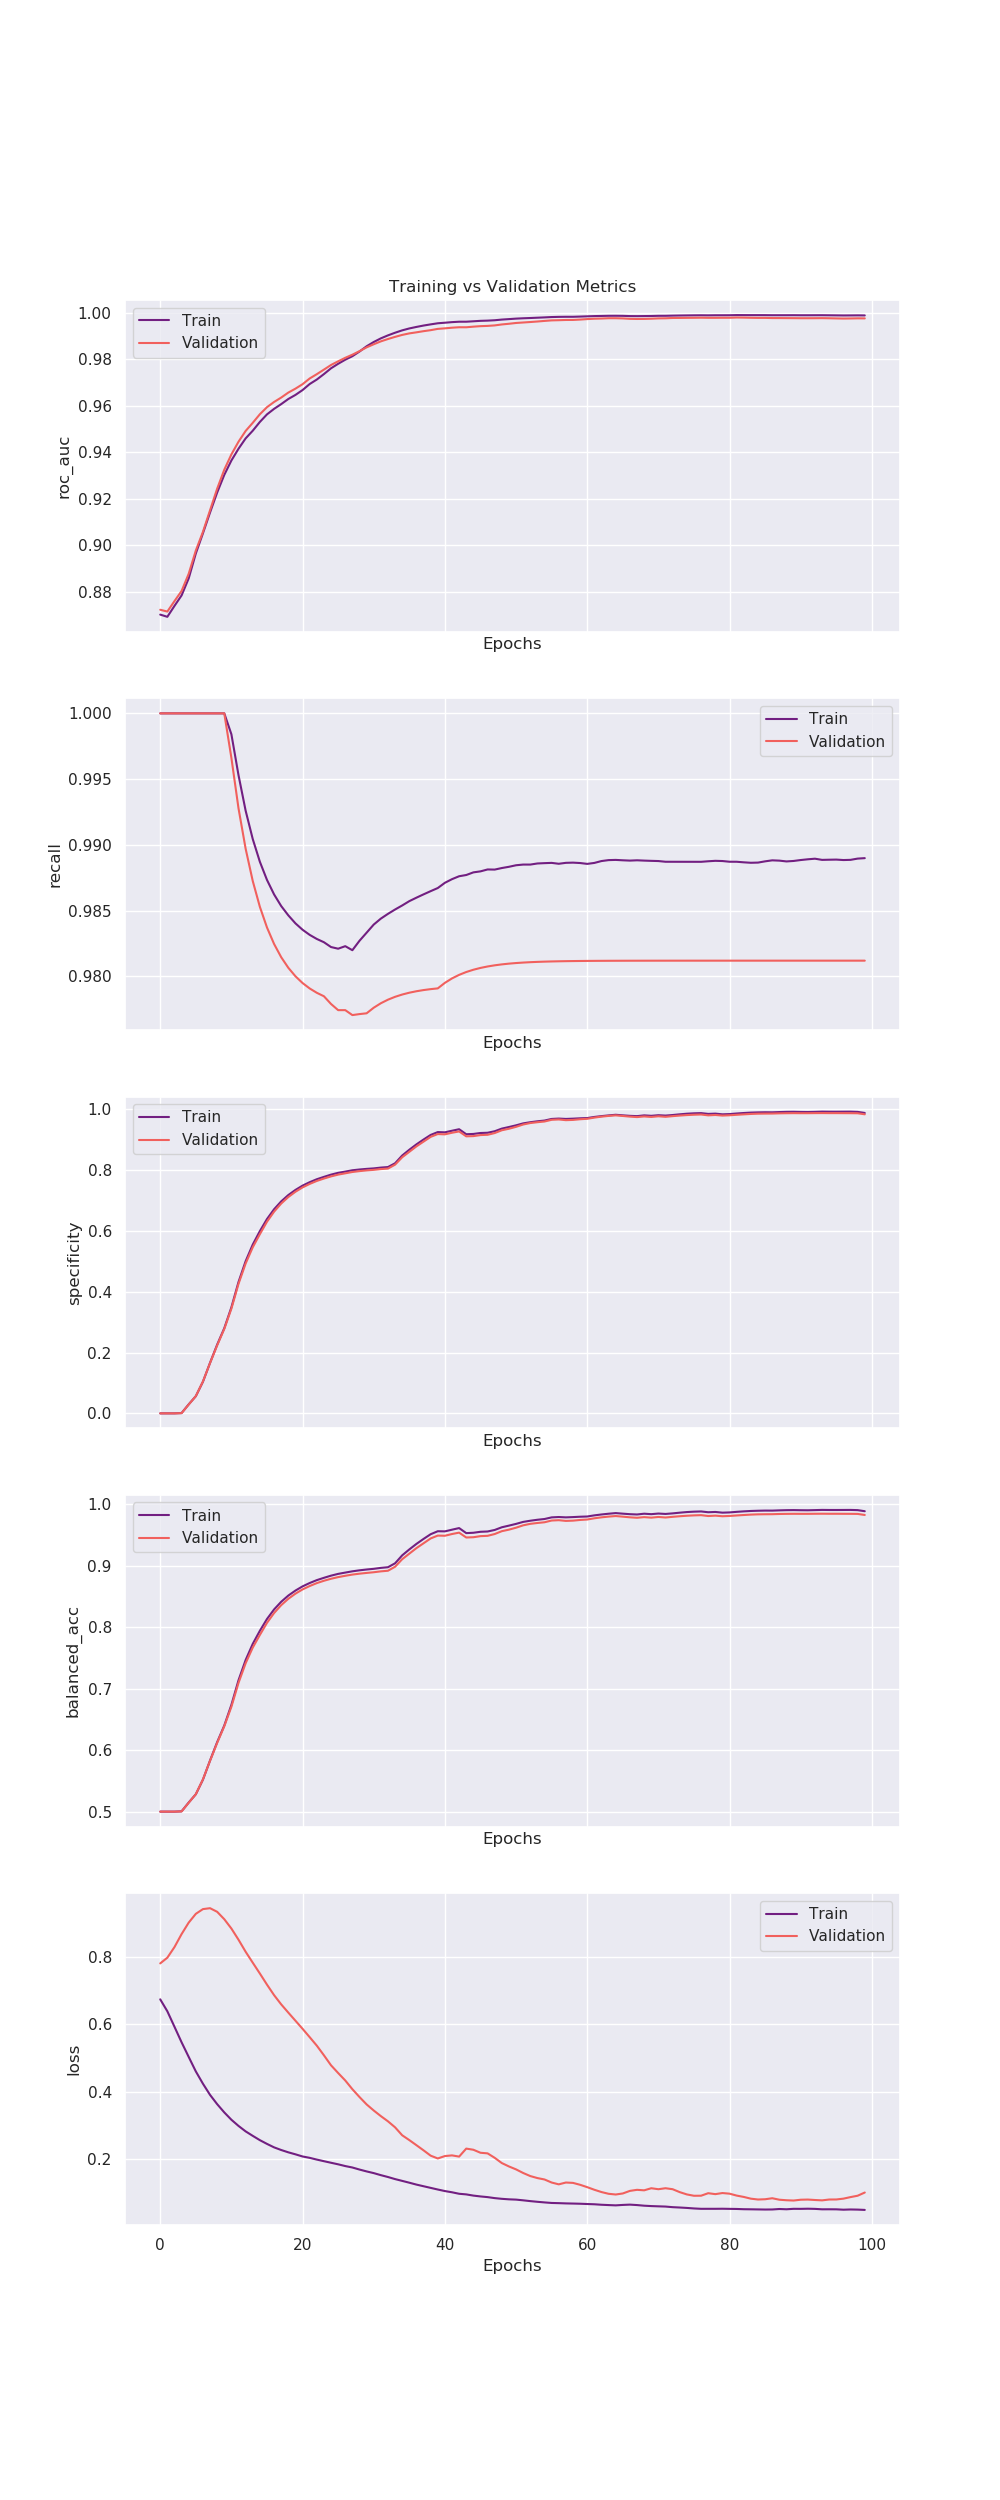 Training vs Validation Metrics
1.00
0.98
0.96
0.94
0.92
0.90
0.88
roc_auc
Train
Validation
Epochs
1.000
0.995
0.990
0.985
0.980
recall
Train
Validation
Epochs
1.0
0.8
0.6
0.4
0.2
0.0
specificity
Train
Validation
Epochs
1.0
0.9
0.8
0.7
0.6
0.5
balanced_acc
Train
Validation
Epochs
0.8
0.6
0.4
0.2
loss
Train
Validation
0 20 40 60 80 100
Epochs